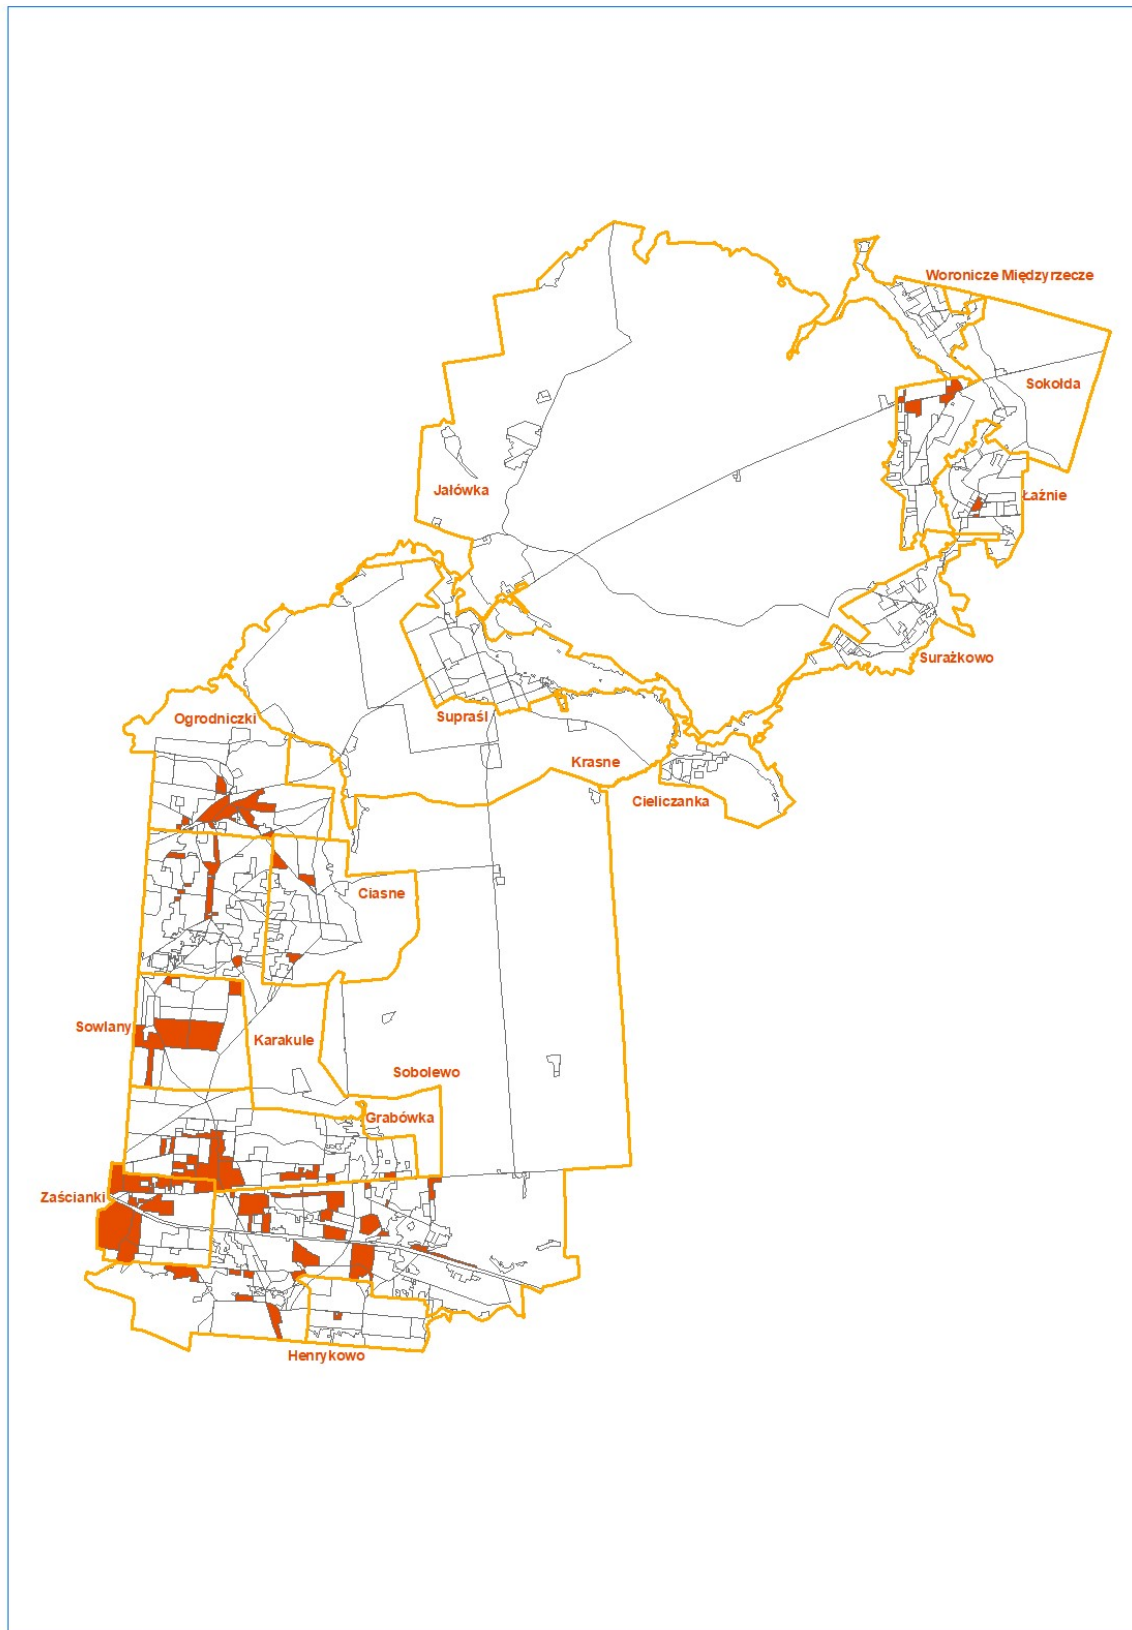 Woronicze Międzyrzecze
Sokołda
Jałówka
Łaźnie
Surażkowo
Ogrodniczki
Supraśl
Krasne
Cieliczanka
Ciasne
Sowlany
Karakule
Sobolewo
Grabówka
Zaścianki
Henrykowo